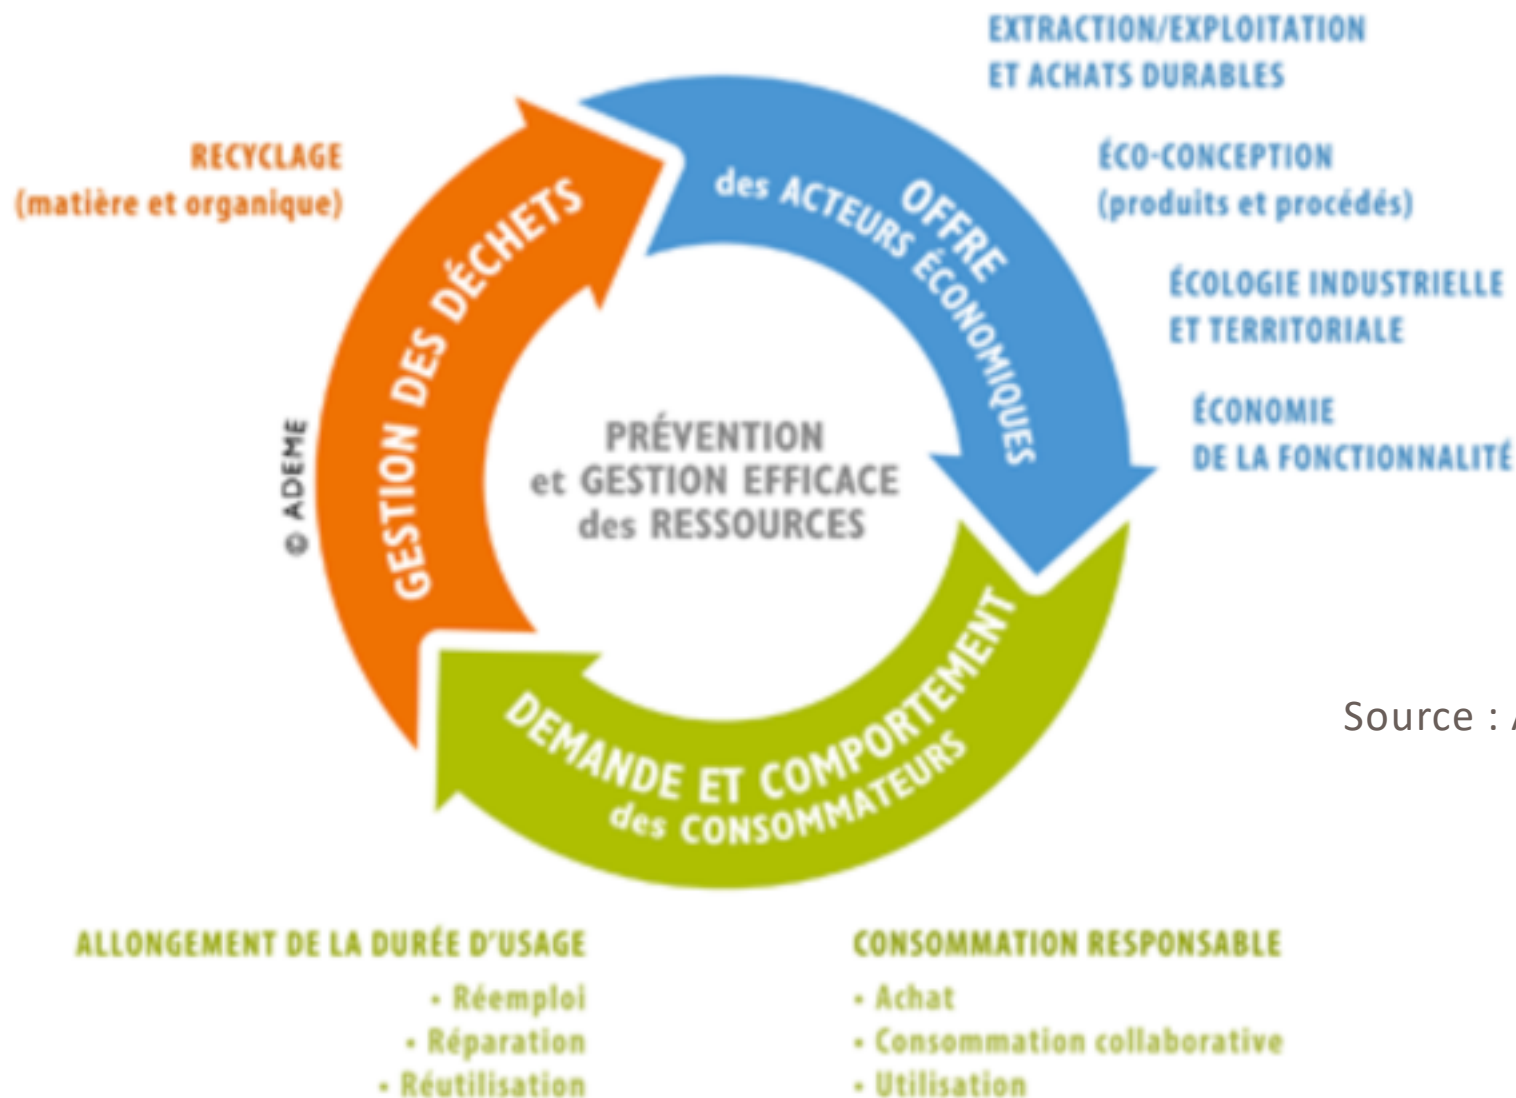 EXTRACTION/EXPLOITATION
ET ACHATS DURABLES
ÉCO-CONCEPTION
(produits et procédés)
ÉCOLOGIE INDUSTRIELLE
ET TERRITORIALE
ÉCONOMIE
DE LA FONCTIONNALITÉ
RECYCLAGE
(matière et organique)
OFFRE
des ACTEURS ÉCONOMIQUES
GESTION DES DÉCHETS
PRÉVENTION
et GESTION EFFICACE
des RESSOURCES
© ADEME
DEMANDE ET COMPORTEMENT
des CONSOMMATEURS
Source :
ALLONGEMENT DE LA DURÉE D’USAGE
• Réemploi
• Réparation
• Réutilisation
CONSOMMATION RESPONSABLE
• Achat
• Consommation collaborative
• Utilisation